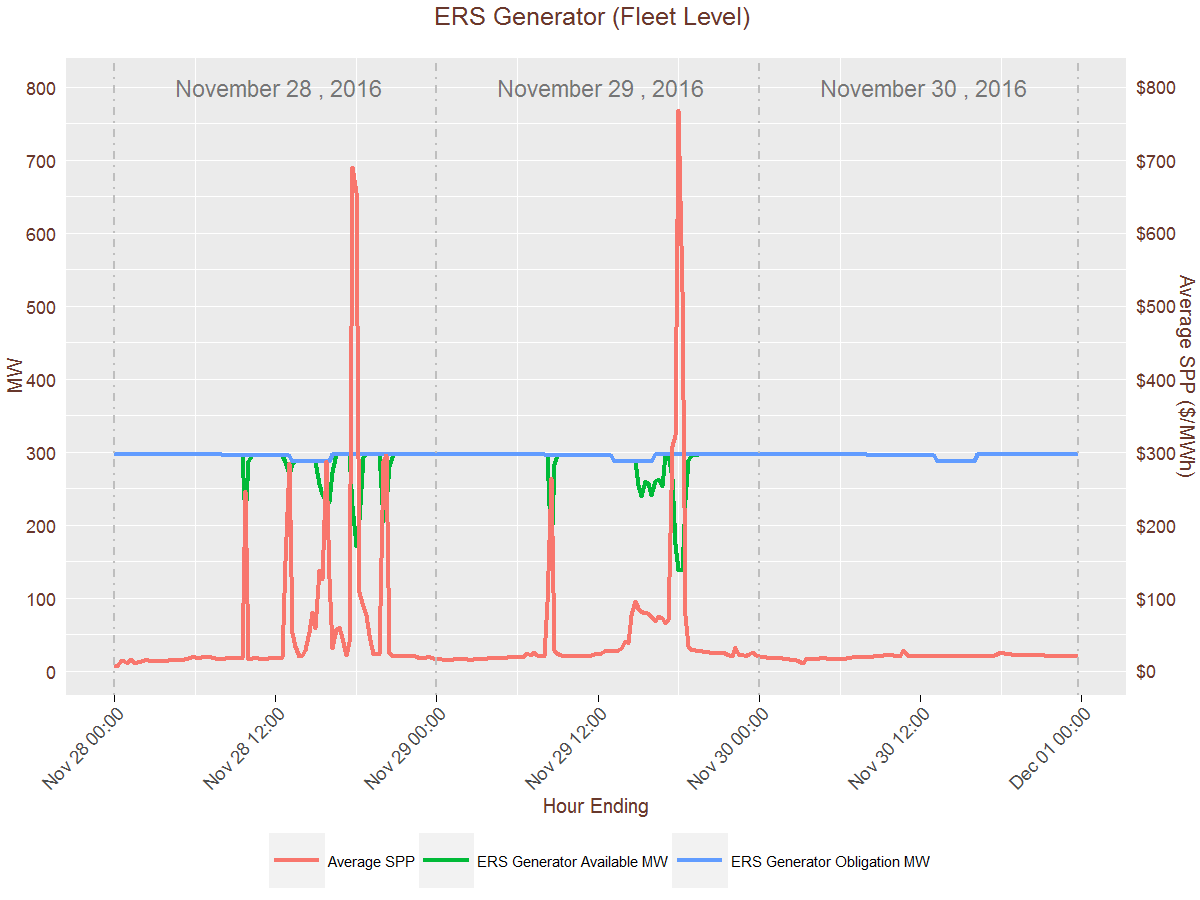 ERS Generator (Fleet Level)
November 28 , 2016
November 29 , 2016
November 30 , 2016
800
700
600
500
400
300
200
100
0
MW
$800
$700
$600
$500
$400
$300
$200
$100
$0
Average SPP ($/MWh)
Nov 28 00:00
Nov 28 12:00
Nov 29 00:00
Nov 29 12:00
Nov 30 00:00
Nov 30 12:00
Dec 01 00:00
Hour Ending
Average SPP
ERS Generator Available MW
ERS Generator Obligation MW